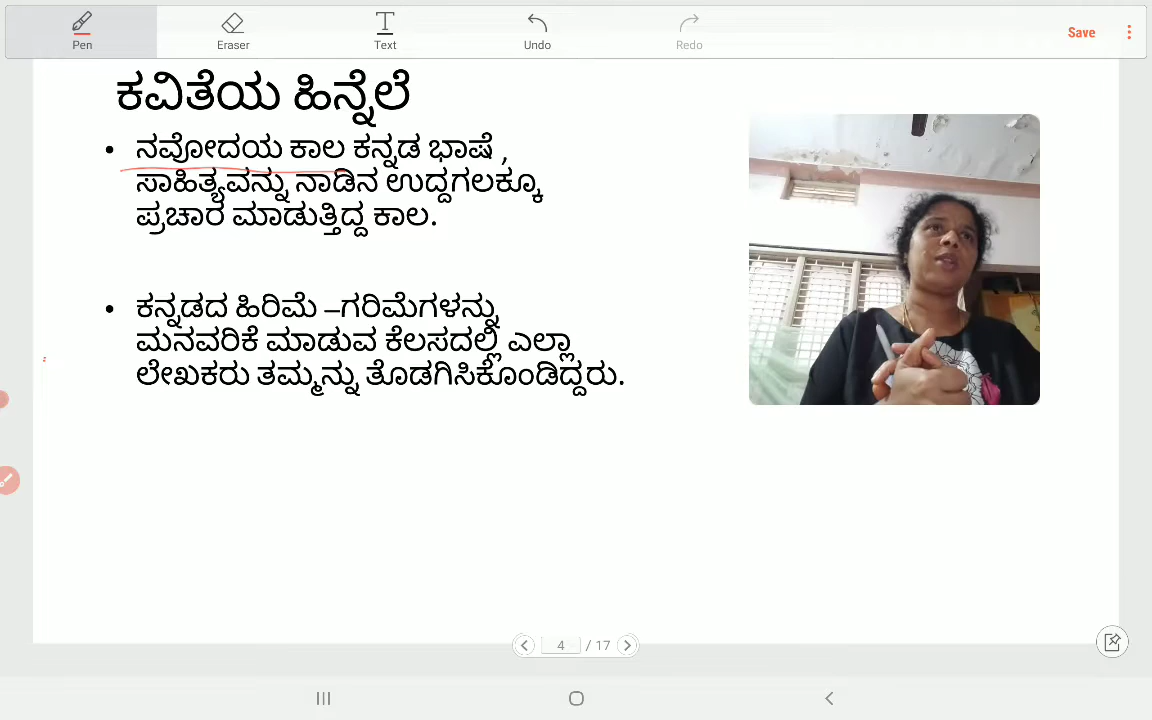 Pen Eraser Text Undo Redo Save
ಕವಿತೆಯ ಹಿನ್ನೆಲೆ
• ನವೋದಯ ಕಾಲ ಕನ್ನಡ ಭಾಷೆ ,
ಸಾಹಿತ್ಯವನ್ನು ನಾಡಿನ ಉದ್ದಗಲಕ್ಕೂ
ಪ್ರಚಾರ ಮಾಡುತ್ತಿದ್ದ ಕಾಲ.
• ಕನ್ನಡದ ಹಿರಿಮೆ –ಗರಿಮೆಗಳನ್ನು
ಮನವರಿಕೆ ಮಾಡುವ ಕೆಲಸದಲ್ಲಿ ಎಲ್ಲಾ
ಲೇಖಕರು ತಮ್ಮನ್ನು ತೊಡಗಿಸಿಕೊಂಡಿದ್ದರು.
4 / 17